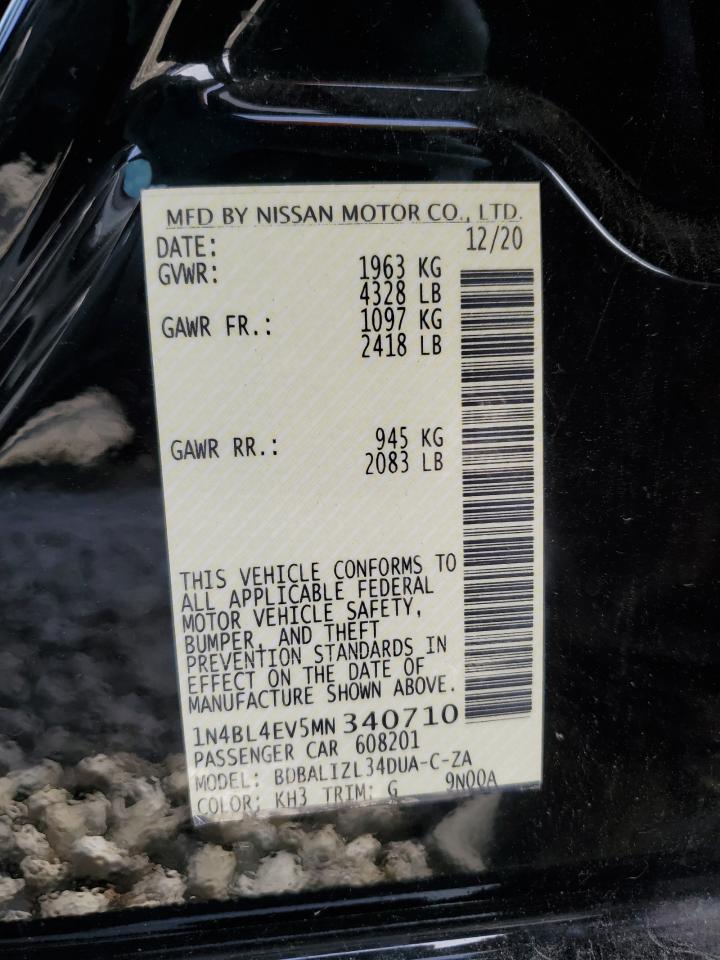 MFD BY NISSAN MOTOR CO., LTD.
DATE: 12/20
GVWR: 1963 KG
4328 LB
GAWR FR.: 1097 KG
2418 LB
GAWR RR.: 945 KG
2083 LB
THIS VEHICLE CONFORMS TO
ALL APPLICABLE FEDERAL
MOTOR VEHICLE SAFETY,
BUMPER, AND THEFT
PREVENTION STANDARDS IN
EFFECT ON THE DATE OF
MANUFACTURE SHOWN ABOVE.
1N4BL4EV5MN340710
PASSENGER CAR 608201
MODEL: BDBALIZL34DUA-C-ZA
COLOR: KH3 TRIM: G 9N00A